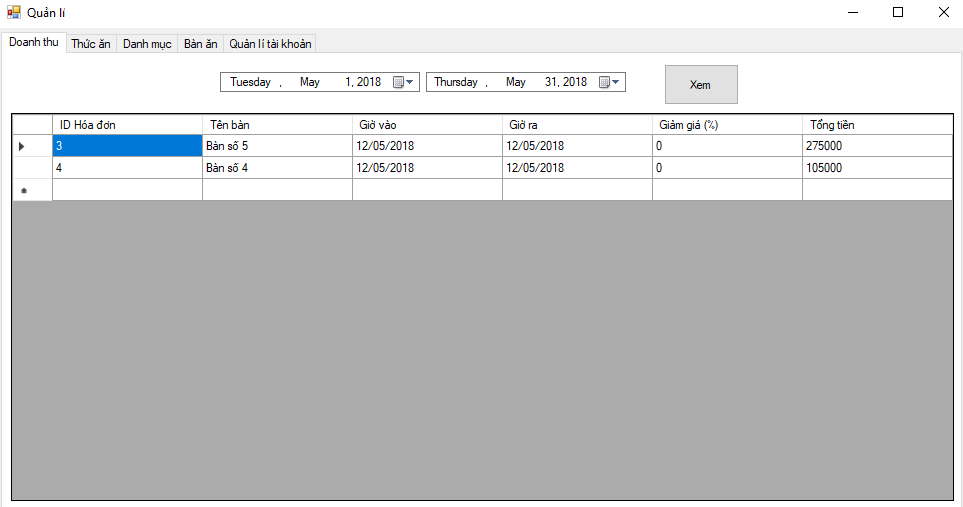 Quản lí
Doanh thu Thức ăn Danh mục Bàn ăn Quản lí tài khoản
Tuesday , May 1, 2018 Thursday , May 31, 2018 Xem
ID Hóa đơn Tên bàn Giờ vào Giờ ra Giảm giá (%) Tổng tiền
3 Bàn số 5 12/05/2018 12/05/2018 0 275000
4 Bàn số 4 12/05/2018 12/05/2018 0 105000